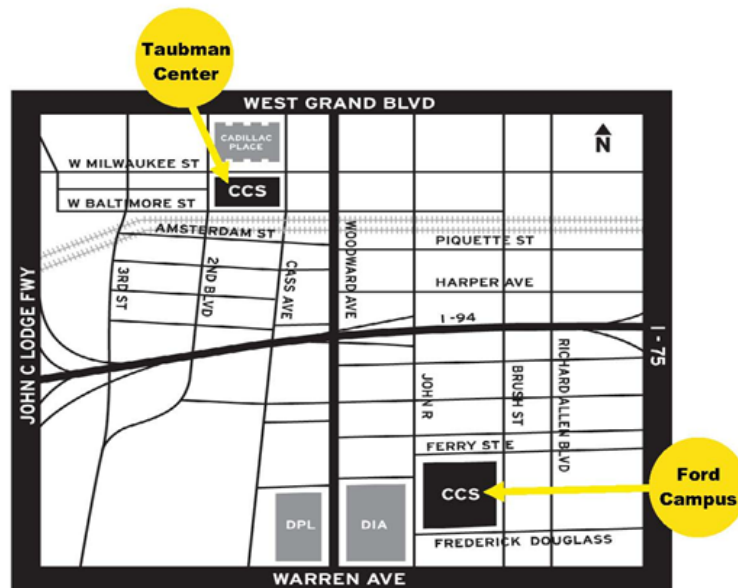 Taubman
Center
WEST GRAND BLVD
CADILLAC
PLACE
N
W MILWAUKEE ST
CCS
W BALTIMORE ST
AMSTERDAM ST
WOODWARD AVE
PIQUETTE ST
3RD ST
2ND BLVD
CASS AVE
HARPER AVE
JOHN C LODGE FWY
I -94
I - 75
JOHN R
BRUSH ST
RICHARD ALLEN BLVD
FERRY ST E
Ford
Campus
CCS
DPL
DIA
FREDERICK DOUGLASS
WARREN AVE